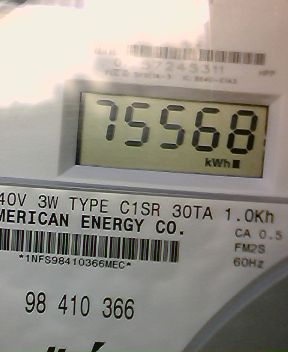 75568
kWh
40V 3W TYPE C1SR 30TA 1.0Kh
MERICAN ENERGY CO.
CA 0.5
FM2S
*1NFS98410366MEC*
60Hz
98 410 366